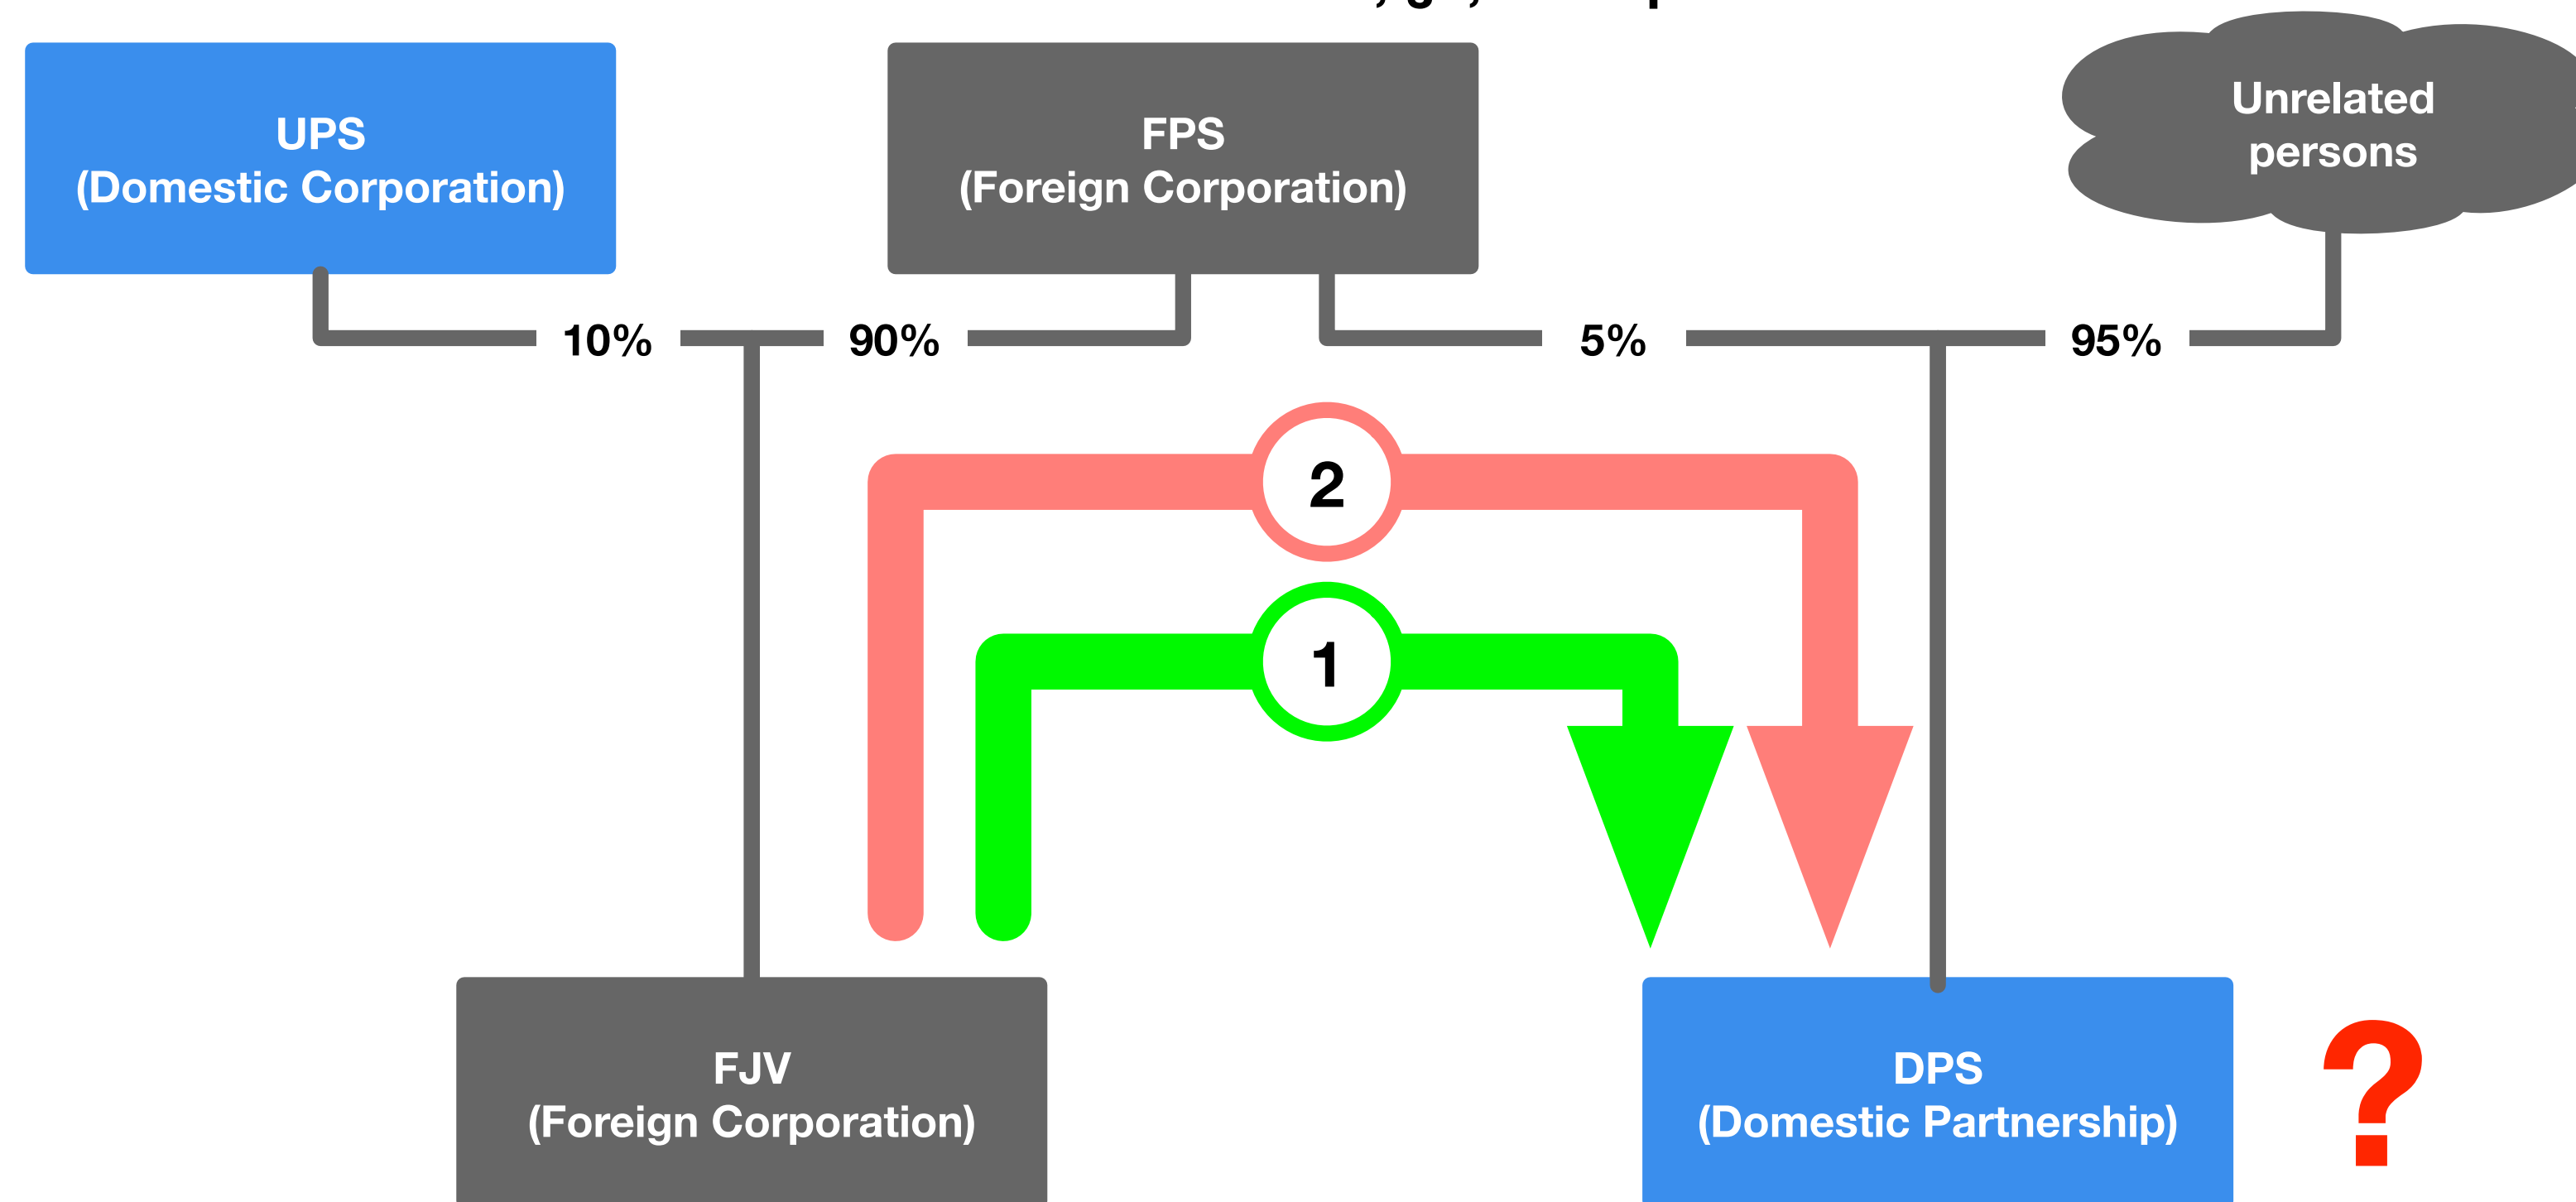 UPS
(Domestic Corporation)
FPS
(Foreign Corporation)
Unrelated
persons
10%
90%
5%
95%
2
1
FJV
(Foreign Corporation)
DPS
(Domestic Partnership)
?